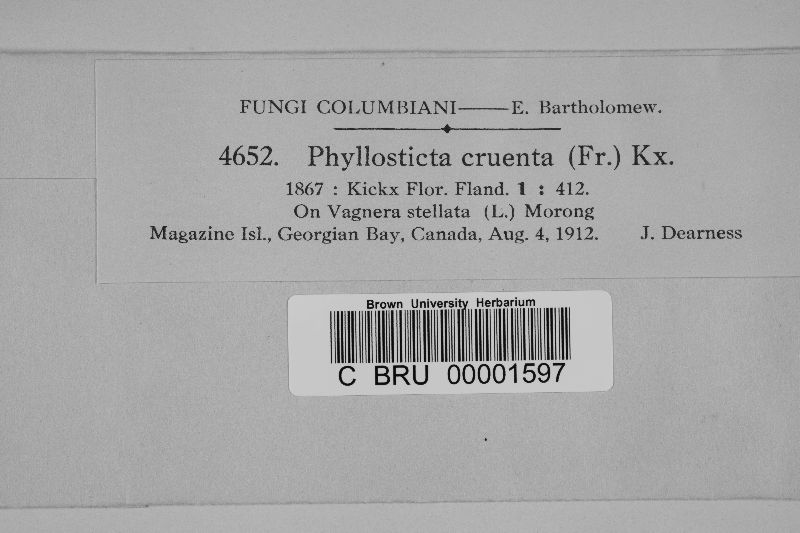 FUNGI COLUMBIANI——E. Bartholomew.
4652. Phyllosticta cruenta (Fr.) Kx.
1867 : Kickx Flor. Fland. 1 : 412.
On Vagnera stellata (L.) Morong
Magazine Isl., Georgian Bay, Canada, Aug. 4, 1912. J. Dearness
Brown University Herbarium
C BRU 00001597